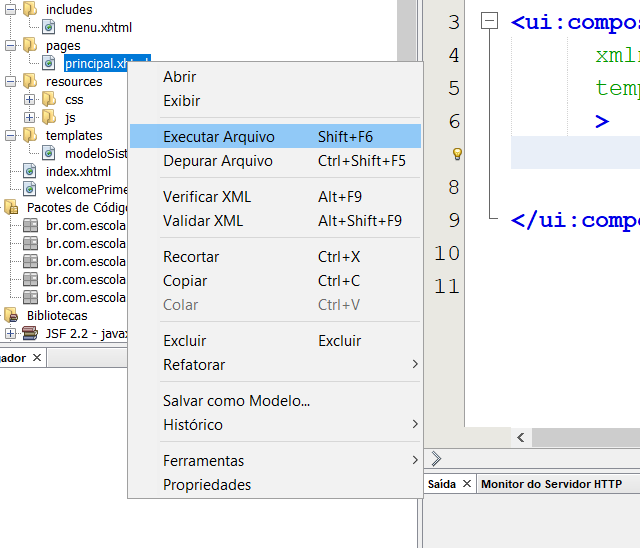 includes
menu.xhtml
pages
principal.xhtml
resources
css
js
templates
modeloSist
index.xhtml
welcomePrime
Pacotes de Código
br.com.escola
br.com.escola
br.com.escola
br.com.escola
br.com.escola
Bibliotecas
JSF 2.2 - javax
gador
Abrir
Exibir
Executar Arquivo Shift+F6
Depurar Arquivo Ctrl+Shift+F5
Verificar XML Alt+F9
Validar XML Alt+Shift+F9
Recortar Ctrl+X
Copiar Ctrl+C
Colar Ctrl+V
Excluir Excluir
Refatorar
Salvar como Modelo...
Histórico
Ferramentas
Propriedades
3 <ui:compos
4 xmln
5 temp
6 >
8
9 </ui:compo
10
11
Saída Monitor do Servidor HTTP